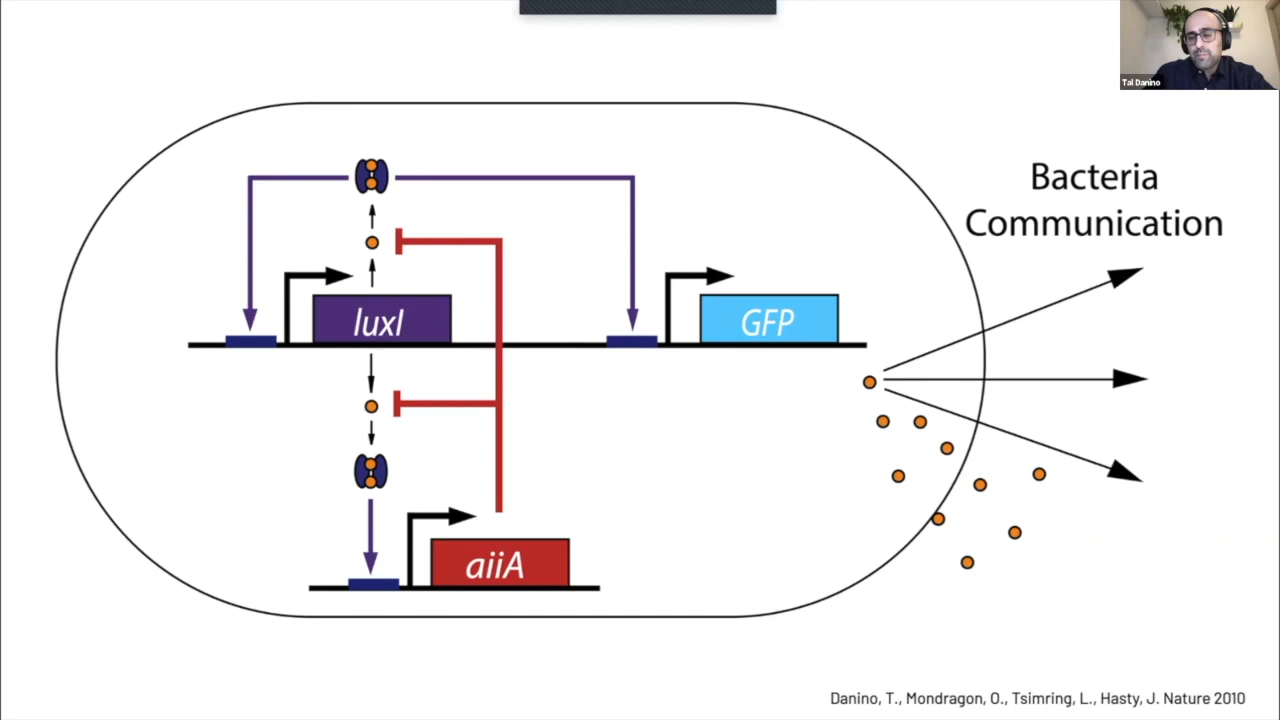 Tal Danino
Bacteria
Communication
luxI
GFP
aiiA
Danino, T., Mondragon, O., Tsimring, L., Hasty, J. Nature 2010